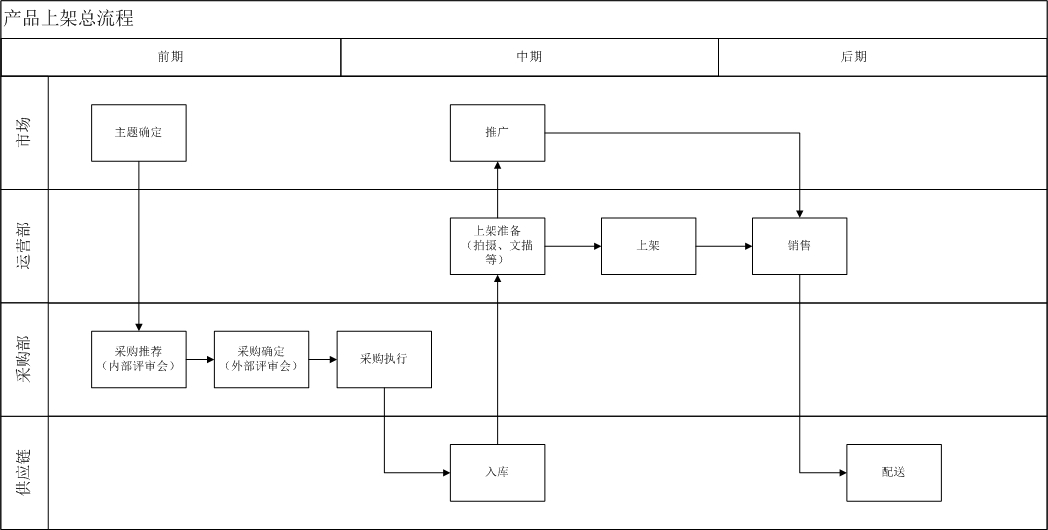 产品上架总流程
前期
中期
后期
市场
主题确定
推广
运营部
上架准备
（拍摄、文描
等）
上架
销售
采购部
采购推荐
（内部评审会）
采购确定
（外部评审会）
采购执行
供应链
入库
配送